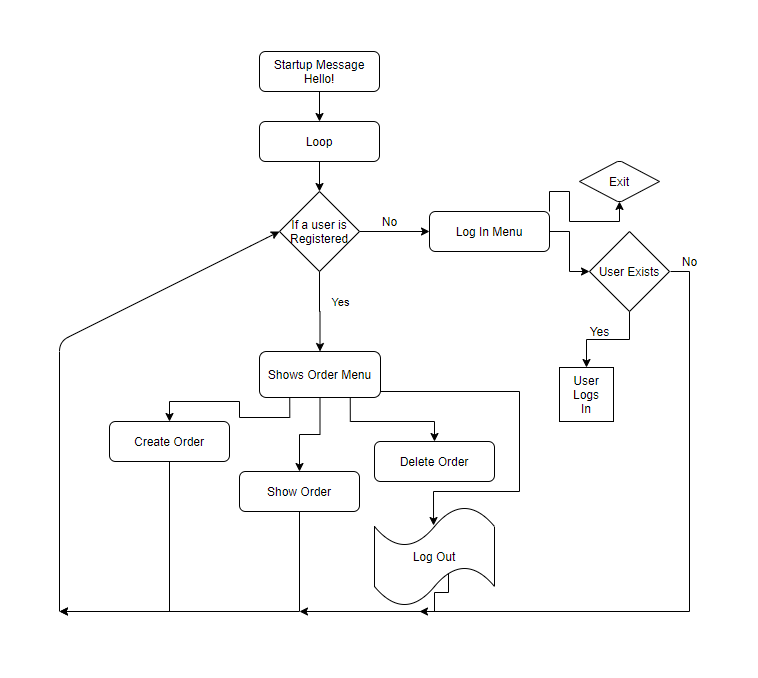 Startup Message
Hello!
Loop
Exit
If a user is
Registered
No
Log In Menu
User Exists
No
Yes
Yes
Shows Order Menu
User
Logs
In
Create Order
Delete Order
Show Order
Log Out